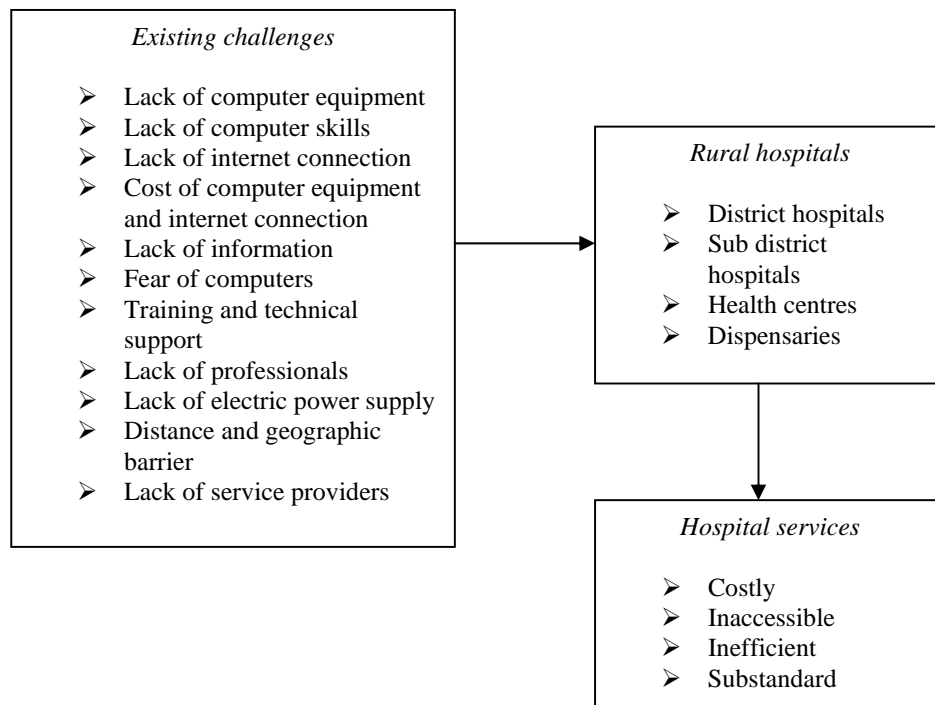 Existing challenges
➢ Lack of computer equipment
➢ Lack of computer skills
➢ Lack of internet connection
➢ Cost of computer equipment
and internet connection
➢ Lack of information
➢ Fear of computers
➢ Training and technical
support
➢ Lack of professionals
➢ Lack of electric power supply
➢ Distance and geographic
barrier
➢ Lack of service providers
Rural hospitals
➢ District hospitals
➢ Sub district
hospitals
➢ Health centres
➢ Dispensaries
Hospital services
➢ Costly
➢ Inaccessible
➢ Inefficient
➢ Substandard